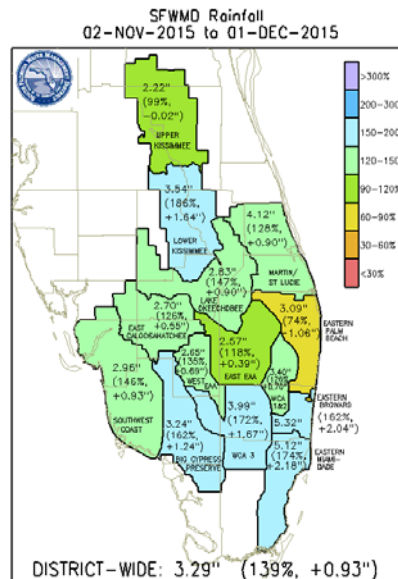 SFWMD Rainfall
02-NOV-2015 to 01-DEC-2015
>300%
200-300
150-200
120-150
90-120%
60-90%
30-60%
<30%
2.22"
(99%,
-0.02")
UPPER
KISSIMMEE
3.54"
(186%,
+1.64")
LOWER
KISSIMMEE
4.12"
(128%,
+0.90")
MARTIN/
ST LUCIE
2.83"
(147%,
+0.90")
LAKE
OKEECHOBEE
2.70"
(126%,
+0.55")
EAST
CALOOSAHATCHEE
3.09"
(74%,
-1.06")
EASTERN
PALM
BEACH
2.57"
(118%,
+0.39")
EAST EAA
2.65"
(135%,
+0.69")
WEST
EAA
3.40"
WCA
1&2
2.96"
(146%,
+0.93")
SOUTHWEST
COAST
3.24"
(162%,
+1.24")
BIG CYPRESS
PRESERVE
3.99"
(172%,
+1.67")
WCA 3
EASTERN
BROWARD
(162%,
+2.04")
5.32"
5.12"
(174%,
+2.18")
EASTERN
MIAMI-
DADE
DISTRICT-WIDE: 3.29" (139%, +0.93")